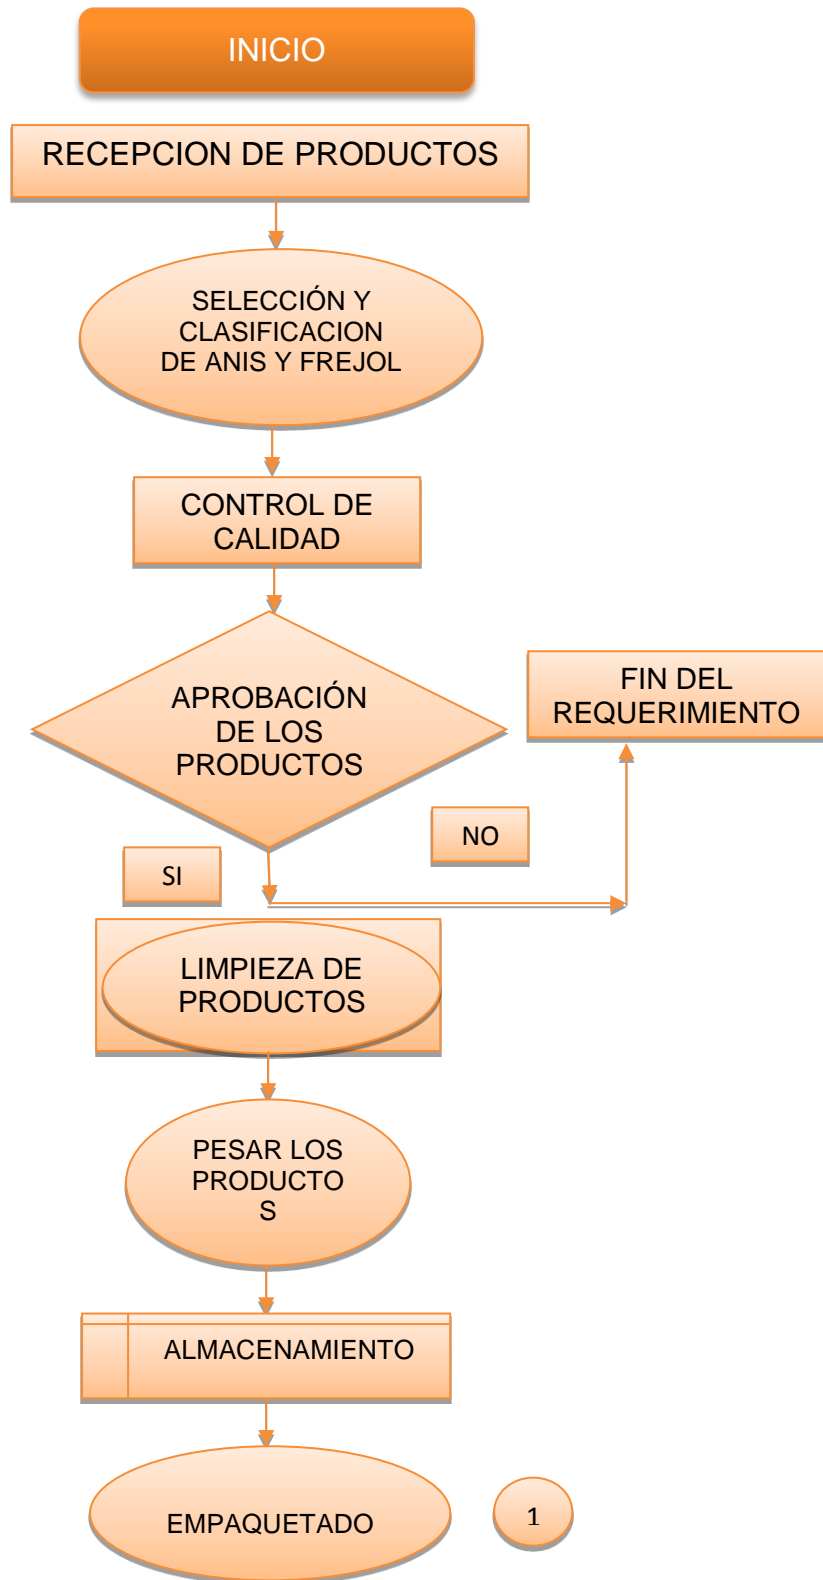 INICIO
RECEPCION DE PRODUCTOS
SELECCIÓN Y
CLASIFICACION
DE ANIS Y FREJOL
CONTROL DE
CALIDAD
APROBACIÓN
DE LOS
PRODUCTOS
FIN DEL
REQUERIMIENTO
NO
SI
LIMPIEZA DE
PRODUCTOS
PESAR LOS
PRODUCTO
S
ALMACENAMIENTO
EMPAQUETADO
1